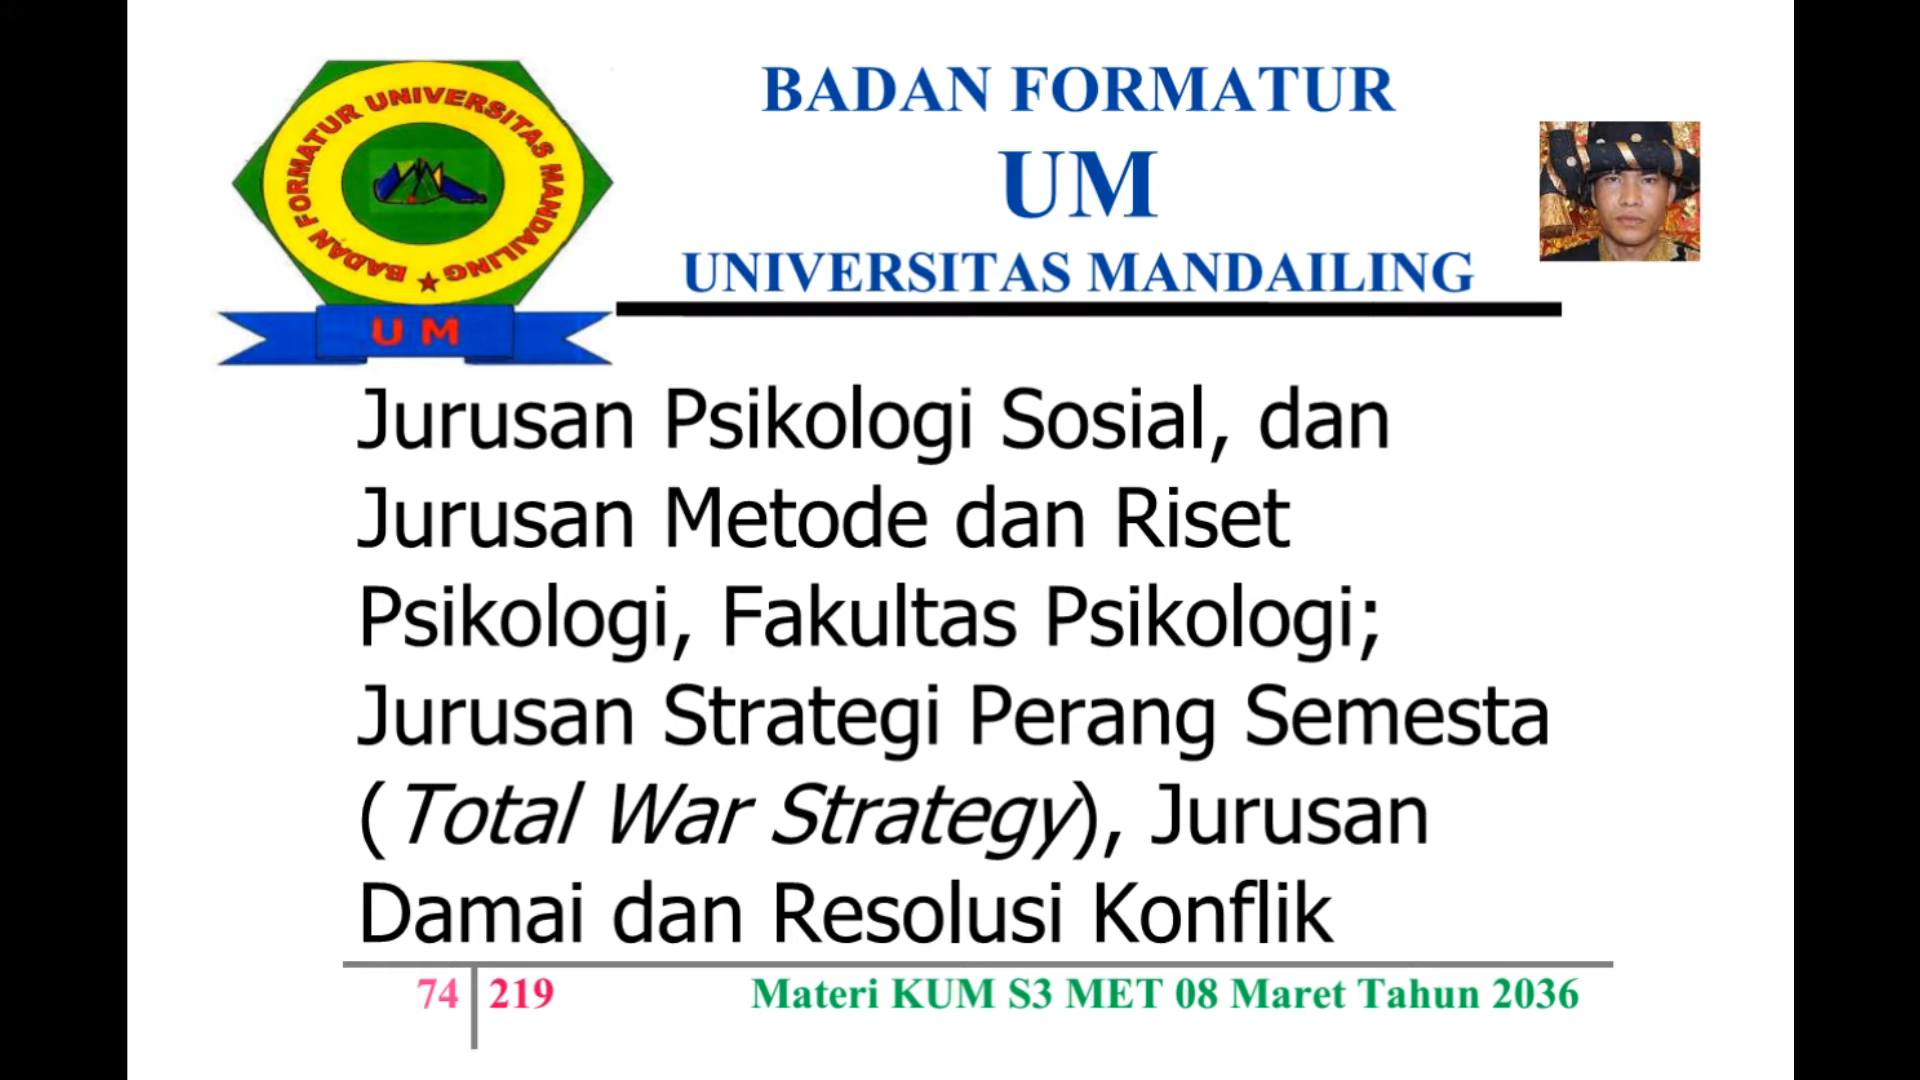 BADAN FORMATUR UNIVERSITAS MANDAILING
U M
BADAN FORMATUR
UM
UNIVERSITAS MANDAILING
Jurusan Psikologi Sosial, dan
Jurusan Metode dan Riset
Psikologi, Fakultas Psikologi;
Jurusan Strategi Perang Semesta
(Total War Strategy), Jurusan
Damai dan Resolusi Konflik
74 219 Materi KUM S3 MET 08 Maret Tahun 2036